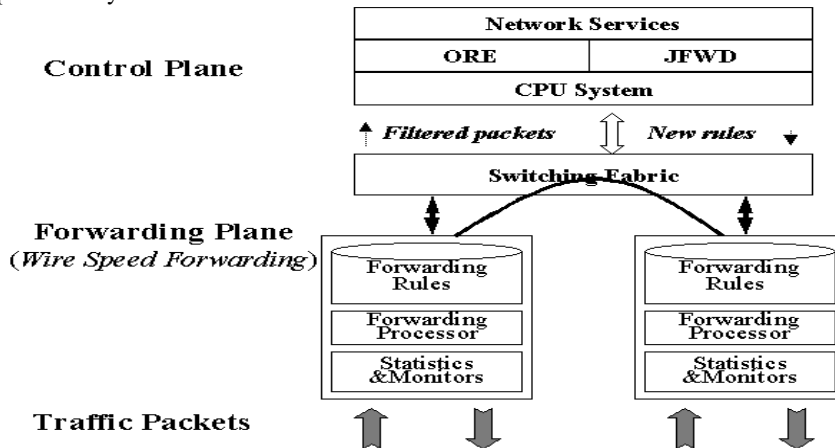 Network Services
ORE JFWD
Control Plane
CPU System
Filtered packets New rules
Switching Fabric
Forwarding Plane
(Wire Speed Forwarding)
Forwarding
Rules
Forwarding
Processor
Statistics
&Monitors
Forwarding
Rules
Forwarding
Processor
Statistics
&Monitors
Traffic Packets